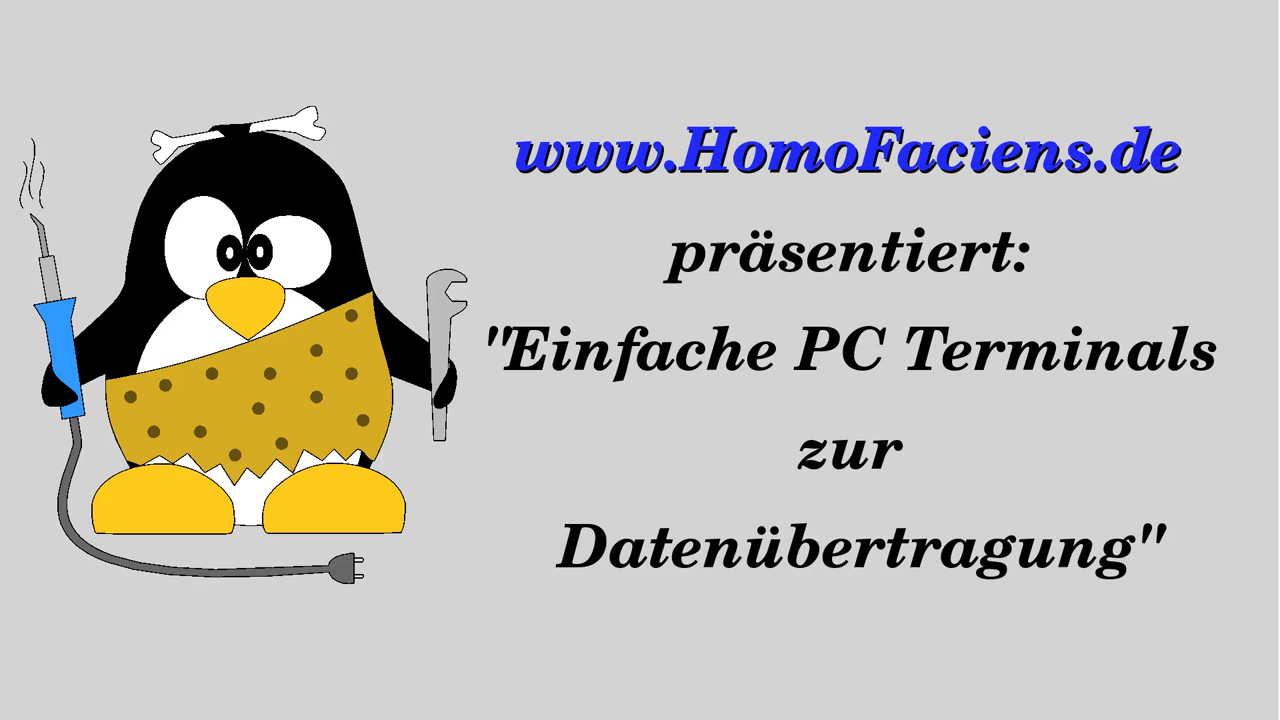 www.HomoFaciens.de
präsentiert:
"Einfache PC Terminals
zur
Datenübertragung"